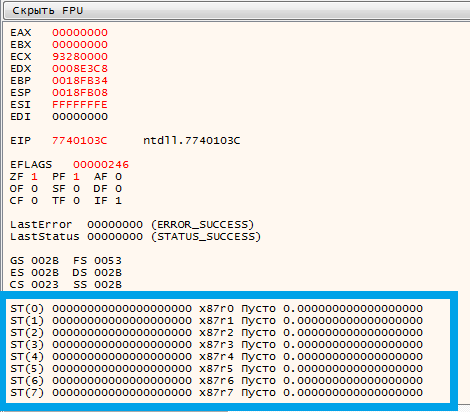 Скрыть FPU
EAX 00000000
EBX 00000000
ECX 93280000
EDX 0008E3C8
EBP 0018FB34
ESP 0018FB08
ESI FFFFFFFE
EDI 00000000
EIP 7740103C ntdll.7740103C
EFLAGS 00000246
ZF 1 PF 1 AF 0
OF 0 SF 0 DF 0
CF 0 TF 0 IF 1
LastError 00000000 (ERROR_SUCCESS)
LastStatus 00000000 (STATUS_SUCCESS)
GS 002B FS 0053
ES 002B DS 002B
CS 0023 SS 002B
ST(0) 00000000000000000000 x87r0 Пусто 0.000000000000000000
ST(1) 00000000000000000000 x87r1 Пусто 0.000000000000000000
ST(2) 00000000000000000000 x87r2 Пусто 0.000000000000000000
ST(3) 00000000000000000000 x87r3 Пусто 0.000000000000000000
ST(4) 00000000000000000000 x87r4 Пусто 0.000000000000000000
ST(5) 00000000000000000000 x87r5 Пусто 0.000000000000000000
ST(6) 00000000000000000000 x87r6 Пусто 0.000000000000000000
ST(7) 00000000000000000000 x87r7 Пусто 0.000000000000000000